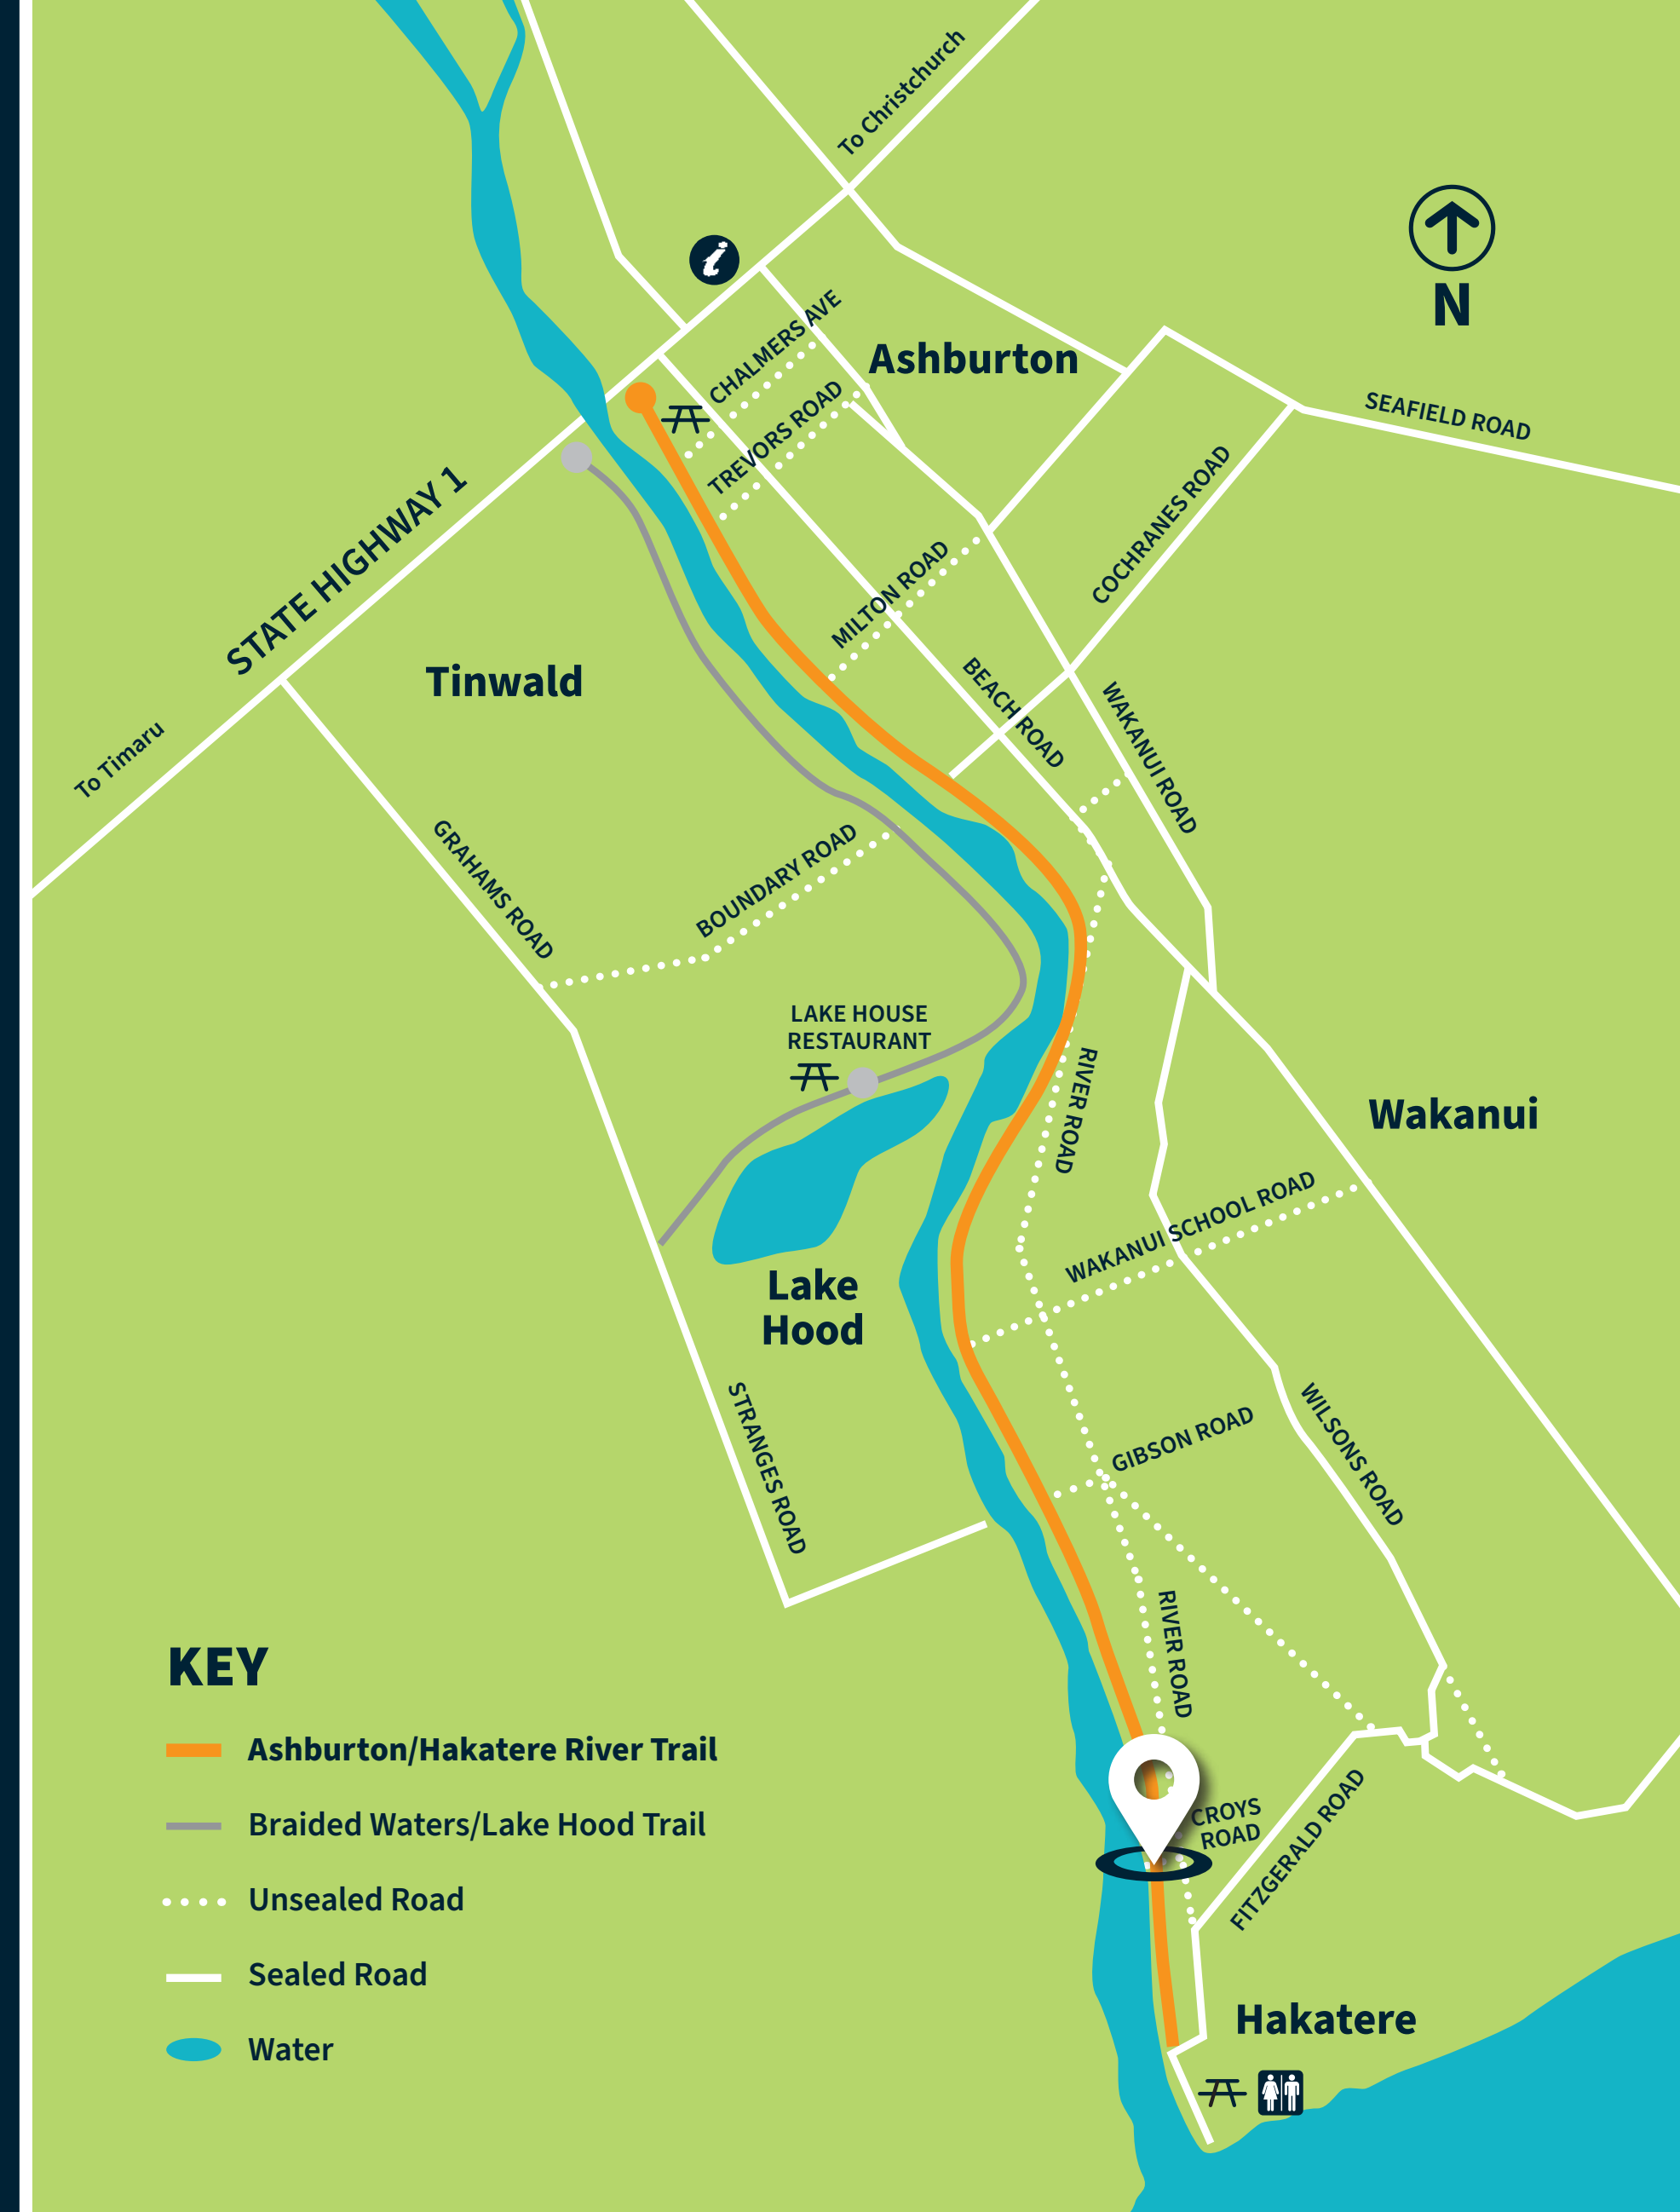 To Christchurch
N
CHALMERS AVE
Ashburton
TREVORS ROAD
SEAFIELD ROAD
STATE HIGHWAY 1
COCHRANES ROAD
MILTON ROAD
Tinwald
BEACH ROAD
WAKANUI ROAD
To Timaru
GRAHAMS ROAD
BOUNDARY ROAD
LAKE HOUSE
RESTAURANT
RIVER ROAD
Wakanui
WAKANUI SCHOOL ROAD
Lake
Hood
STRANGES ROAD
GIBSON ROAD
WILSONS ROAD
RIVER ROAD
CROYS
ROAD
FITZGERALD ROAD
Hakatere
KEY
Ashburton/Hakatere River Trail
Braided Waters/Lake Hood Trail
Unsealed Road
Sealed Road
Water